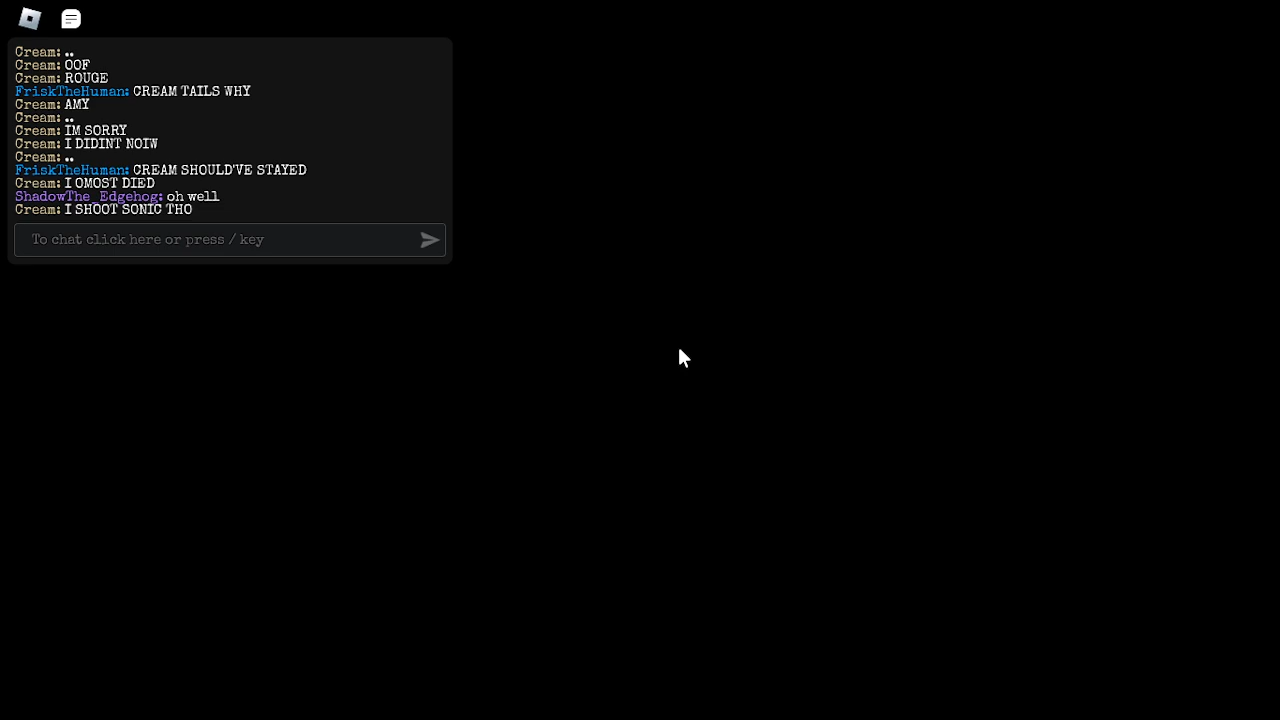 Cream: ..
Cream: OOF
Cream: ROUGE
FriskTheHuman: CREAM TAILS WHY
Cream: AMY
Cream: ..
Cream: IM SORRY
Cream: I DIDINT NOIW
Cream: ..
FriskTheHuman: CREAM SHOULD'VE STAYED
Cream: I OMOST DIED
ShadowThe_Edgehog: oh well
Cream: I SHOOT SONIC THO
To chat click here or press / key